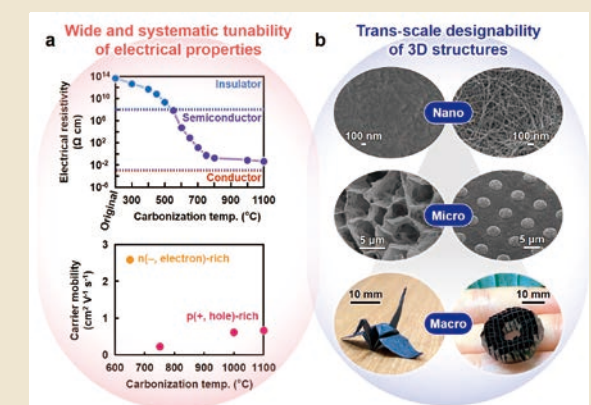 a
Wide and systematic tunability
of electrical properties
Electrical resistivity
(Ω cm)
10¹⁴
10¹⁰
10⁶
10²
10⁻²
10⁻⁶
Insulator
Semiconductor
Conductor
Original
300
500
700
900
1100
Carbonization temp. (°C)
Carrier mobility
(cm² V⁻¹ s⁻¹)
3
2
1
0
n(–, electron)-rich
p(+, hole)-rich
600 700 800 900 1000 1100
Carbonization temp. (°C)
b
Trans-scale designability
of 3D structures
Nano
100 nm
100 nm
Micro
5 µm
5 µm
Macro
10 mm
10 mm